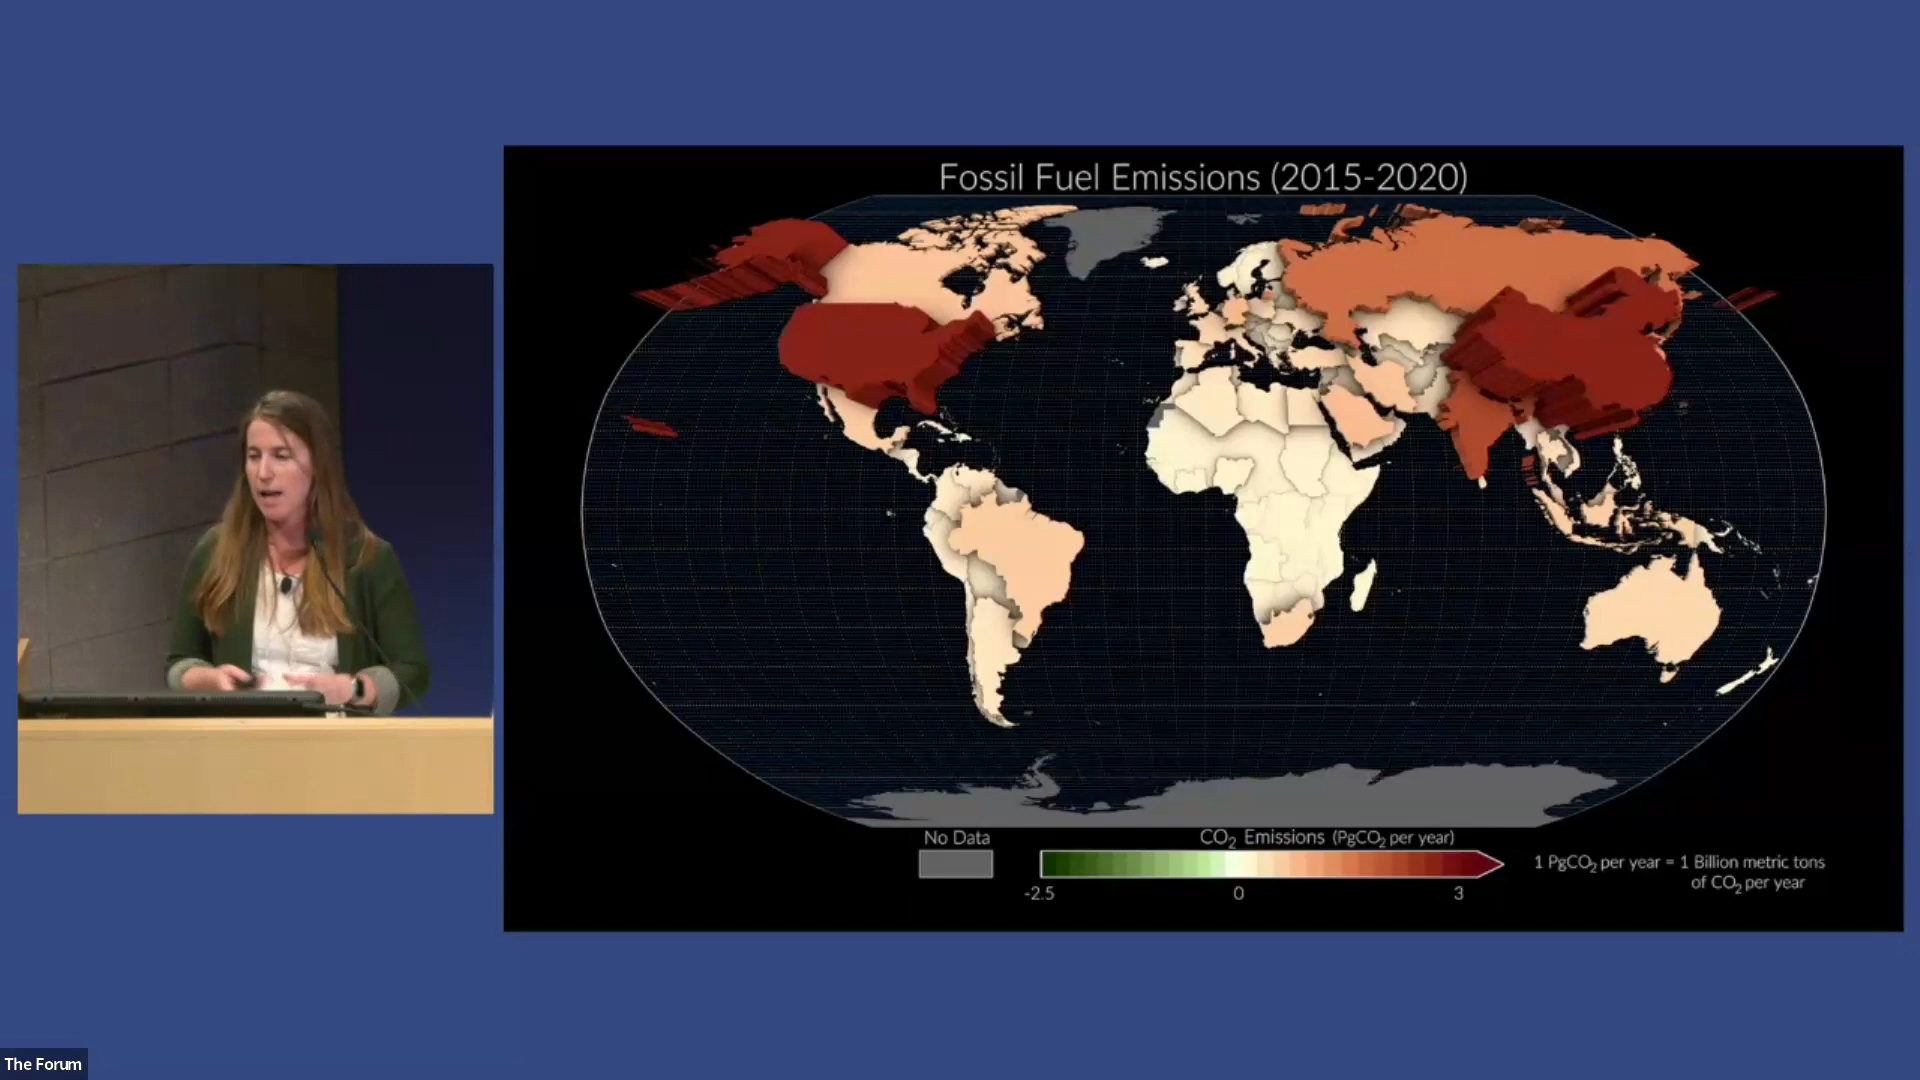 Fossil Fuel Emissions (2015-2020)
No Data
CO₂ Emissions (PgCO₂ per year)
-2.5
0
3
1 PgCO₂ per year = 1 Billion metric tons
of CO₂ per year
The Forum